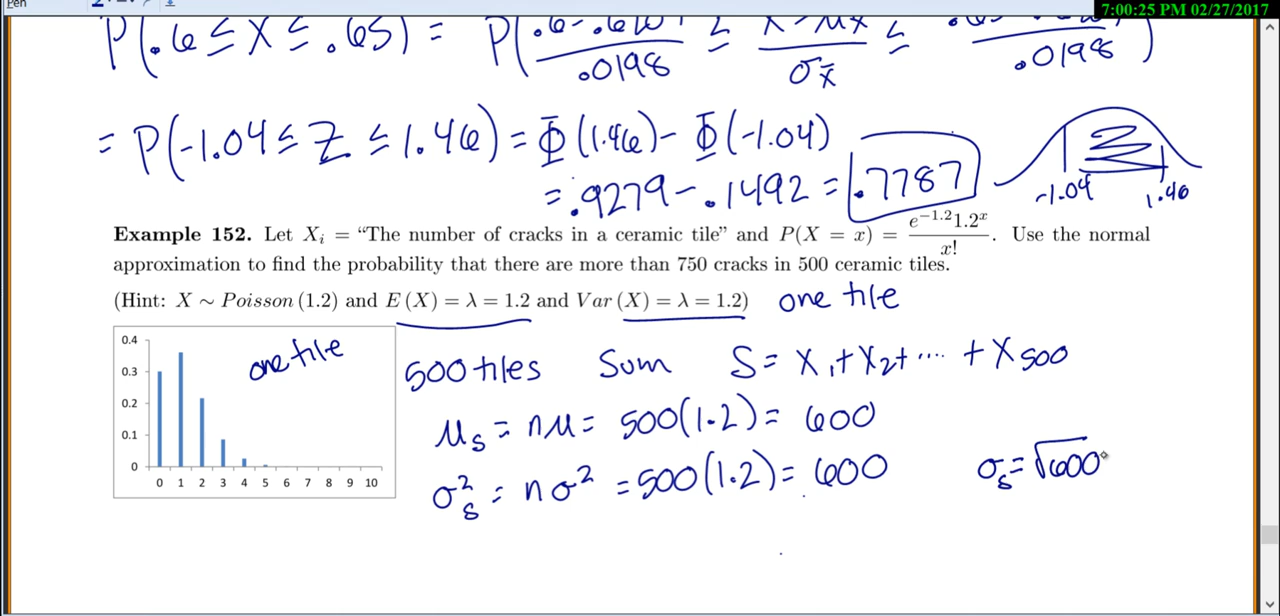 Pen
7:00:25 PM 02/27/2017
P(.6 ≤ X ≤ .65) = P( ≤ ≤ )
.0198 σx̄ .0198
= P(-1.04 ≤ Z ≤ 1.46) = Φ(1.46) - Φ(-1.04)
= .9279 - .1492 = .7787
-1.04 1.46
Example 152. Let Xᵢ = “The number of cracks in a ceramic tile” and P(X = x) = e^−1.2 1.2^x / x!. Use the normal
approximation to find the probability that there are more than 750 cracks in 500 ceramic tiles.
(Hint: X ∼ Poisson (1.2) and E (X) = λ = 1.2 and Var (X) = λ = 1.2) one tile
0.4
0.3
0.2
0.1
0
0 1 2 3 4 5 6 7 8 9 10
one tile
500 tiles Sum S = X₁ + X₂ + .... + X₅₀₀
μₛ = nμ = 500(1.2) = 600
σ²ₛ = nσ² = 500(1.2) = 600 σₛ = √600